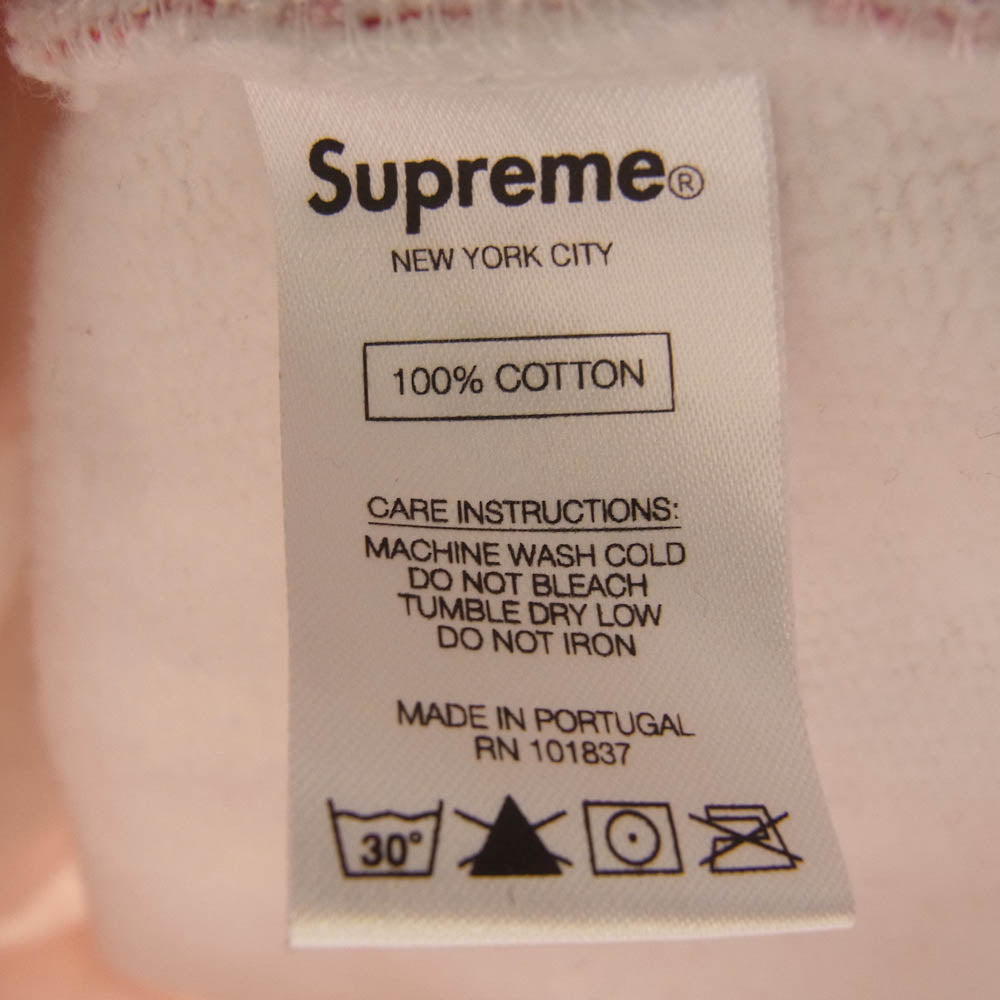 Supreme®
NEW YORK CITY
100% COTTON
CARE INSTRUCTIONS:
MACHINE WASH COLD
DO NOT BLEACH
TUMBLE DRY LOW
DO NOT IRON
MADE IN PORTUGAL
RN 101837
30°